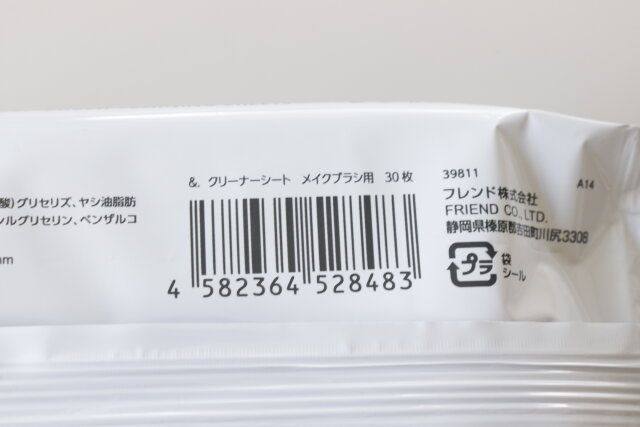 &. クリーナーシート メイクブラシ用 30枚
酸)グリセリズ、ヤシ油脂肪
ルグリセリン、ベンザルコ
mm
4 582364 528483
39811
A14
フレンド株式会社
FRIEND CO., LTD.
静岡県榛原郡吉田町川尻3308
プラ
袋
シール